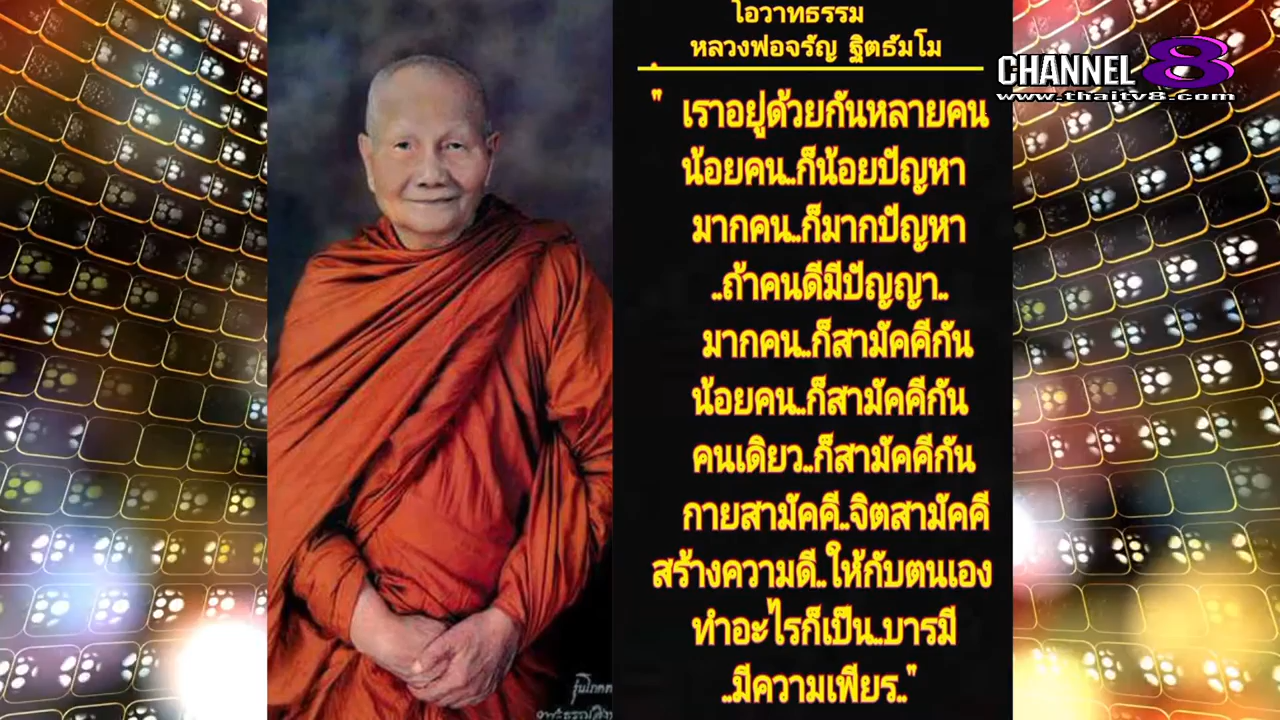 โอวาทธรรม
หลวงพ่อจรัญ ฐิตธัมโม
" เราอยู่ด้วยกันหลายคน
น้อยคน..ก็น้อยปัญหา
มากคน..ก็มากปัญหา
..ถ้าคนดีมีปัญญา..
มากคน..ก็สามัคคีกัน
น้อยคน..ก็สามัคคีกัน
คนเดียว..ก็สามัคคีกัน
กายสามัคคี..จิตสามัคคี
สร้างความดี..ให้กับตนเอง
ทำอะไรก็เป็น..บารมี
..มีความเพียร.."
CHANNEL 8
www.thaitv8.com